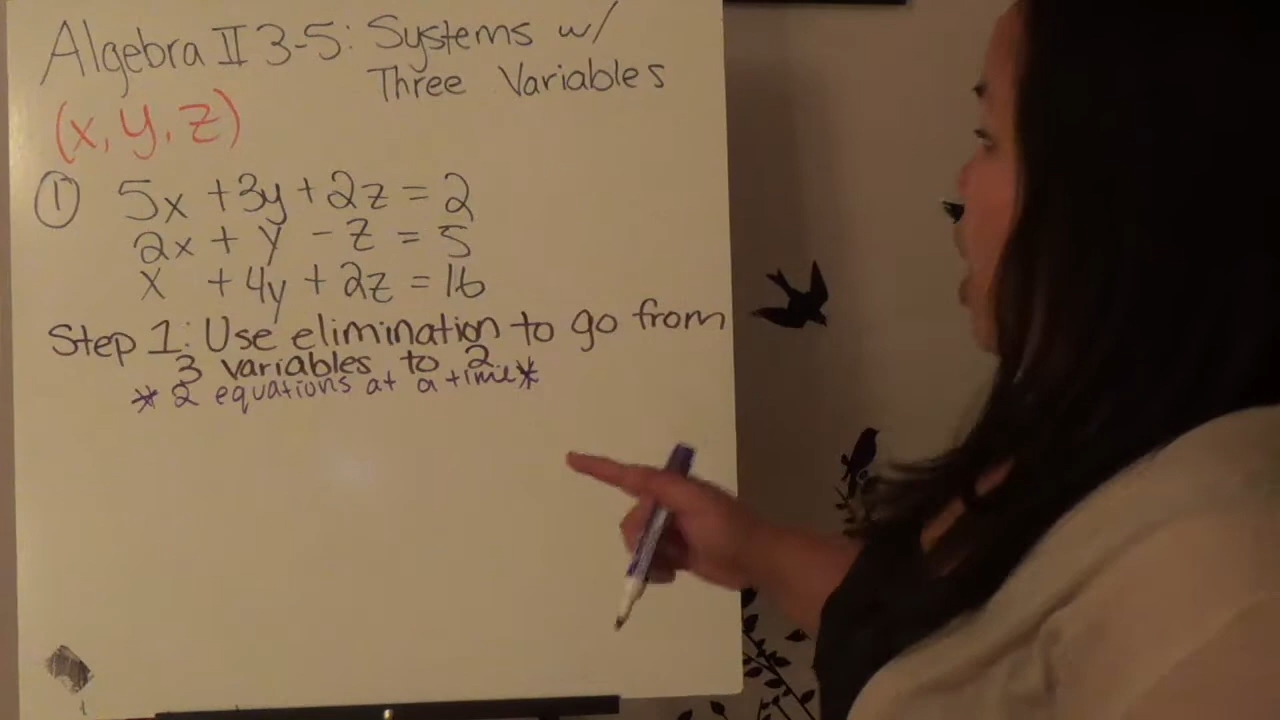 Algebra II 3-5: Systems w/
Three Variables
(x, y, z)
① 5x + 3y + 2z = 2
2x + y - z = 5
x + 4y + 2z = 16
Step 1: Use elimination to go from
3 variables to 2
* 2 equations at a time *